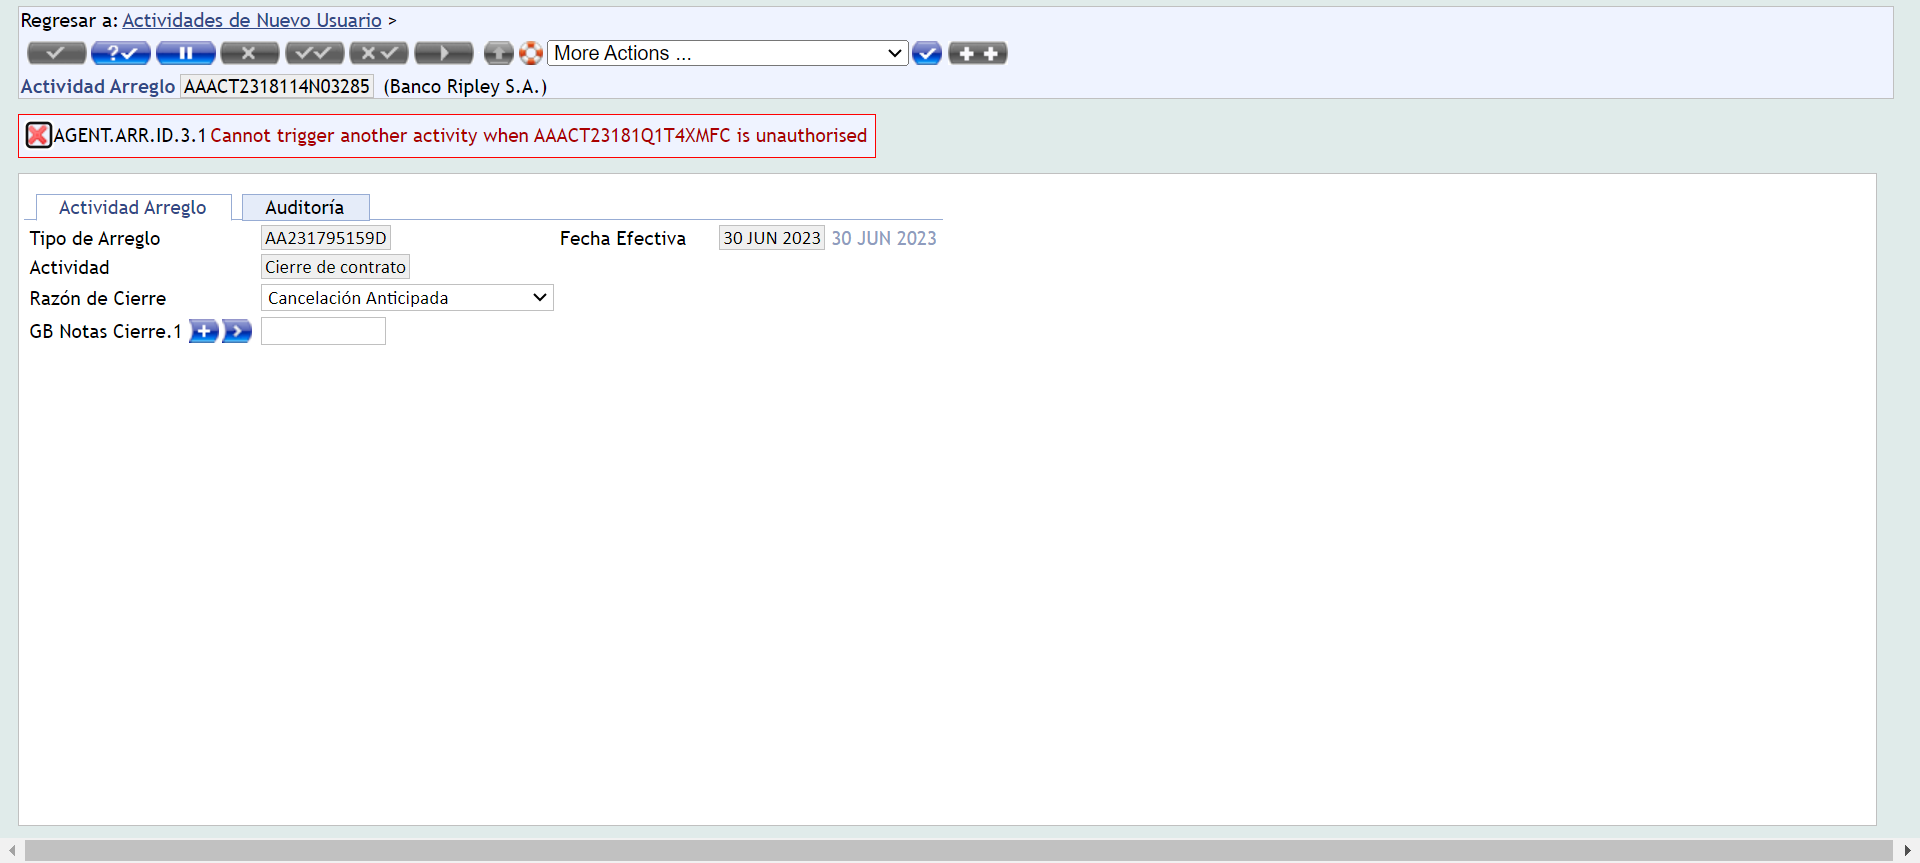 Regresar a: Actividades de Nuevo Usuario >
More Actions ...
Actividad Arreglo AAACT2318114N03285 (Banco Ripley S.A.)
AGENT.ARR.ID.3.1 Cannot trigger another activity when AAACT23181Q1T4XMFC is unauthorised
Actividad Arreglo Auditoría
Tipo de Arreglo AA231795159D Fecha Efectiva 30 JUN 2023 30 JUN 2023
Actividad Cierre de contrato
Razón de Cierre Cancelación Anticipada
GB Notas Cierre.1